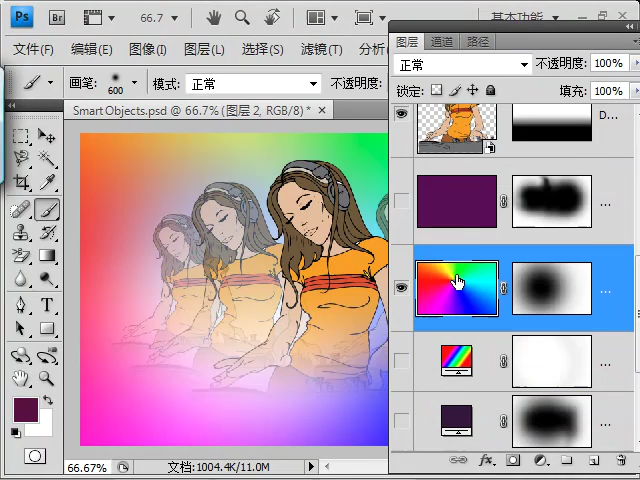 Ps Br 66.7 基本功能
文件(F) 编辑(E) 图像(I) 图层(L) 选择(S) 滤镜(T) 分析
画笔: 600 模式: 正常 不透明度:
SmartObjects.psd @ 66.7% (图层 2, RGB/8) * ×
图层 通道 路径
正常 不透明度: 100%
锁定: 填充: 100%
D...
...
...
...
...
T
fx
66.67% 文档:1004.4K/11.0M